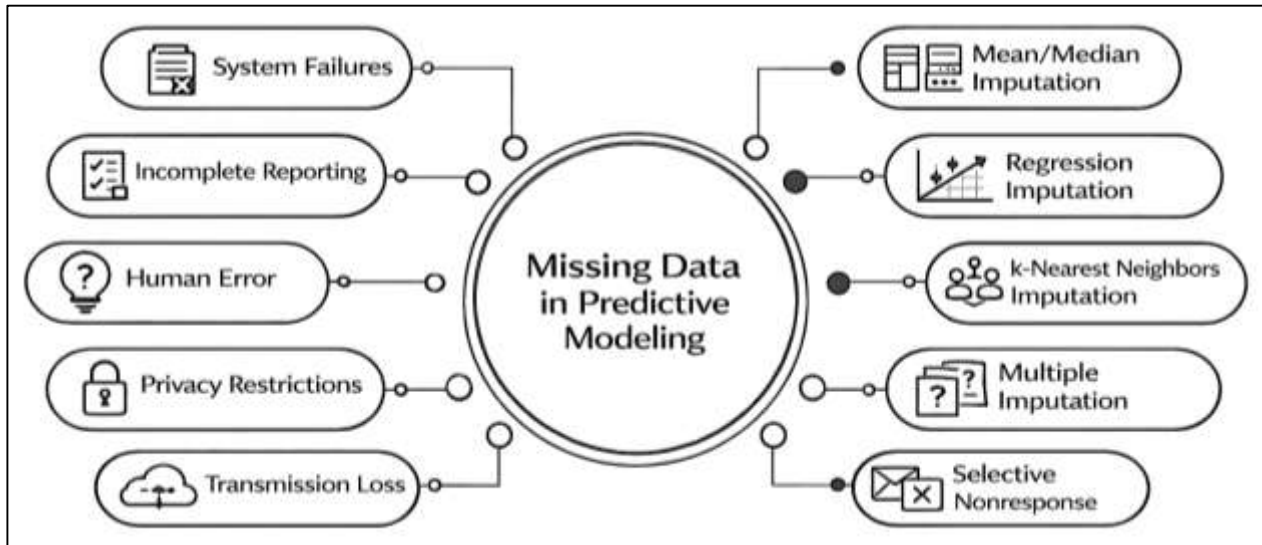 System Failures
Incomplete Reporting
Human Error
Privacy Restrictions
Transmission Loss
Missing Data
in Predictive
Modeling
Mean/Median
Imputation
Regression
Imputation
k-Nearest Neighbors
Imputation
? Multiple
? Imputation
Selective
Nonresponse